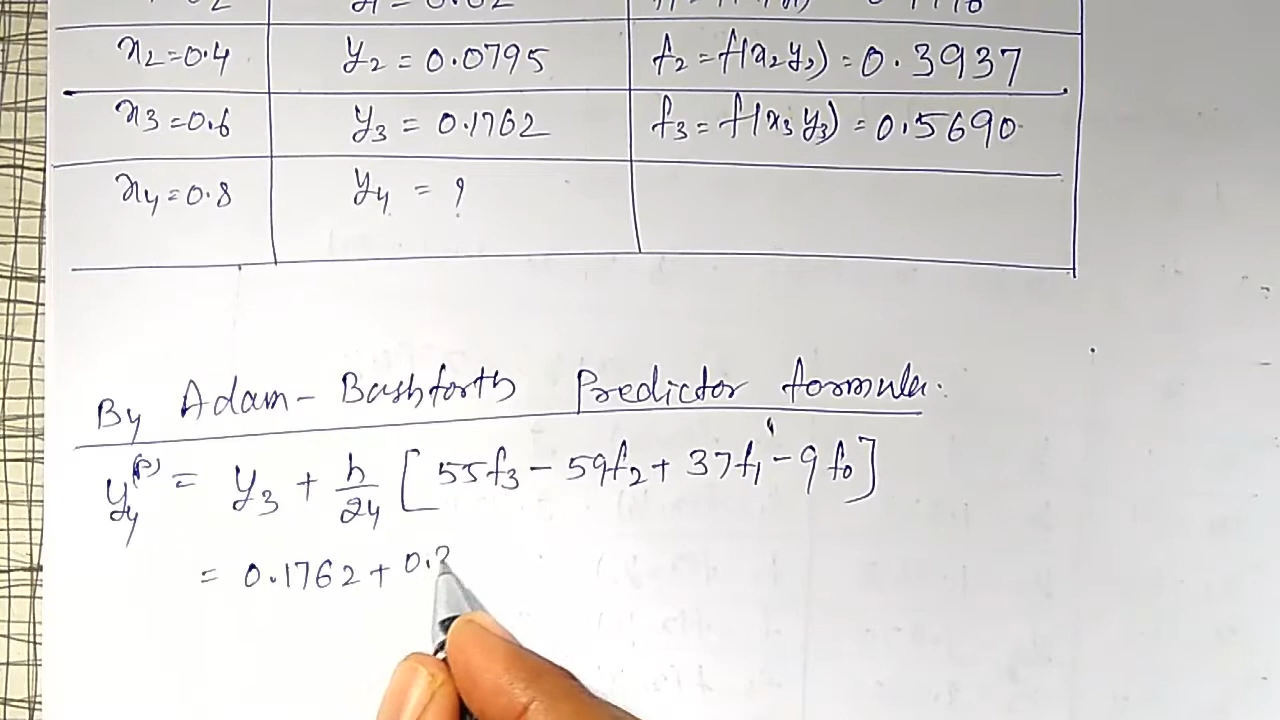 x2=0.4 y2 = 0.0795 f2 = f(x2 y2) = 0.3937
x3=0.6 y3 = 0.1762 f3 = f(x3 y3) = 0.5690
x4=0.8 y4 = ?
By Adam-Bashforth Predictor formula:
y4^(P) = y3 + h/24 [55f3 - 59f2 + 37f1 - 9f0]
= 0.1762 + 0.2